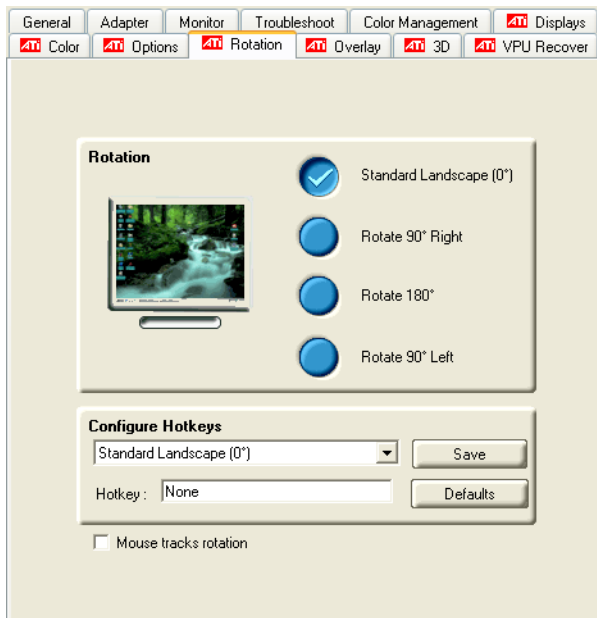 General Adapter Monitor Troubleshoot Color Management ATI Displays
ATI Color ATI Options ATI Rotation ATI Overlay ATI 3D ATI VPU Recover
Rotation
Standard Landscape (0°)
Rotate 90° Right
Rotate 180°
Rotate 90° Left
Configure Hotkeys
Standard Landscape (0°) Save
Hotkey : None Defaults
Mouse tracks rotation